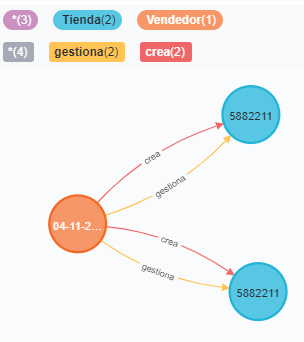 *(3) Tienda(2) Vendedor(1)
*(4) gestiona(2) crea(2)
5882211
crea
gestiona
04-11-2...
crea
gestiona
5882211